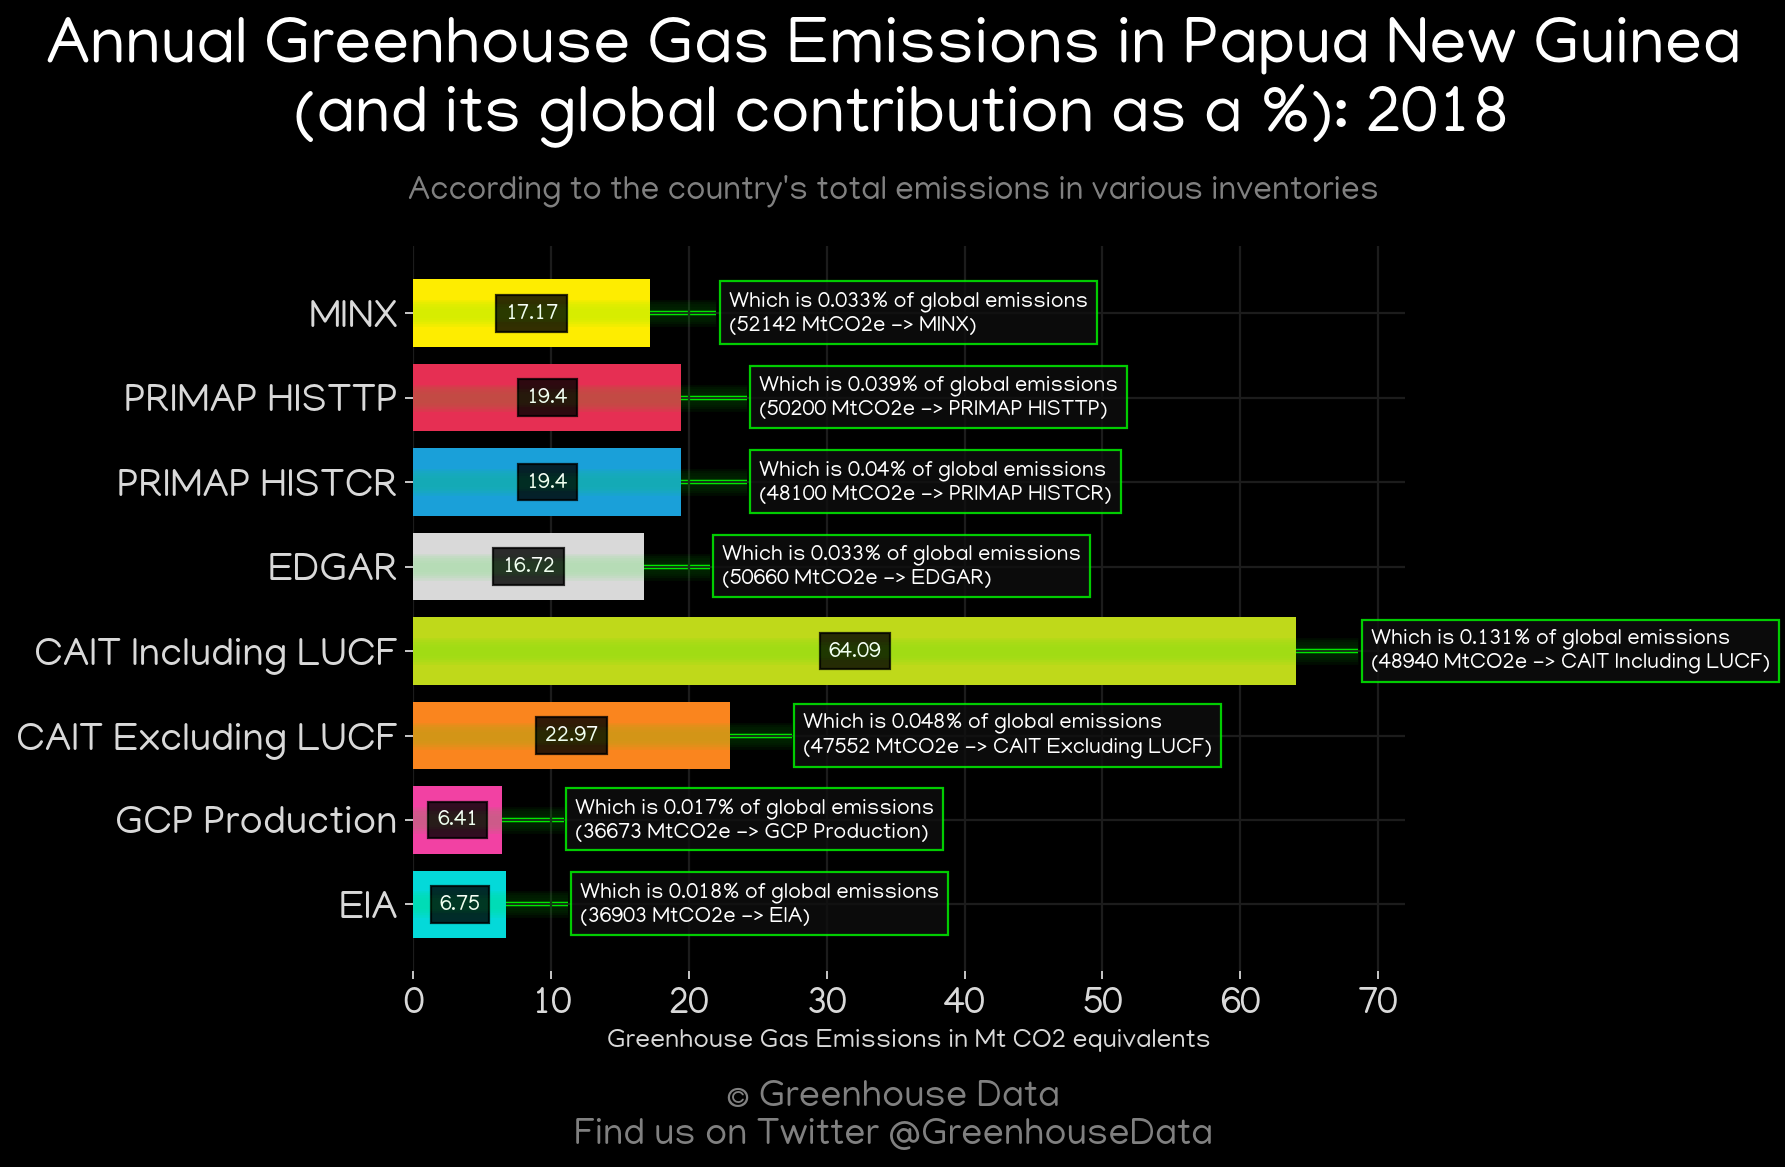 Annual Greenhouse Gas Emissions in Papua New Guinea
(and its global contribution as a %): 2018
According to the country's total emissions in various inventories
MINX
17.17
Which is 0.033% of global emissions
(52142 MtCO2e -> MINX)
PRIMAP HISTTP
19.4
Which is 0.039% of global emissions
(50200 MtCO2e -> PRIMAP HISTTP)
PRIMAP HISTCR
19.4
Which is 0.04% of global emissions
(48100 MtCO2e -> PRIMAP HISTCR)
EDGAR
16.72
Which is 0.033% of global emissions
(50660 MtCO2e -> EDGAR)
CAIT Including LUCF
64.09
Which is 0.131% of global emissions
(48940 MtCO2e -> CAIT Including LUCF)
CAIT Excluding LUCF
22.97
Which is 0.048% of global emissions
(47552 MtCO2e -> CAIT Excluding LUCF)
GCP Production
6.41
Which is 0.017% of global emissions
(36673 MtCO2e -> GCP Production)
EIA
6.75
Which is 0.018% of global emissions
(36903 MtCO2e -> EIA)
0 10 20 30 40 50 60 70
Greenhouse Gas Emissions in Mt CO2 equivalents
© Greenhouse Data
Find us on Twitter @GreenhouseData